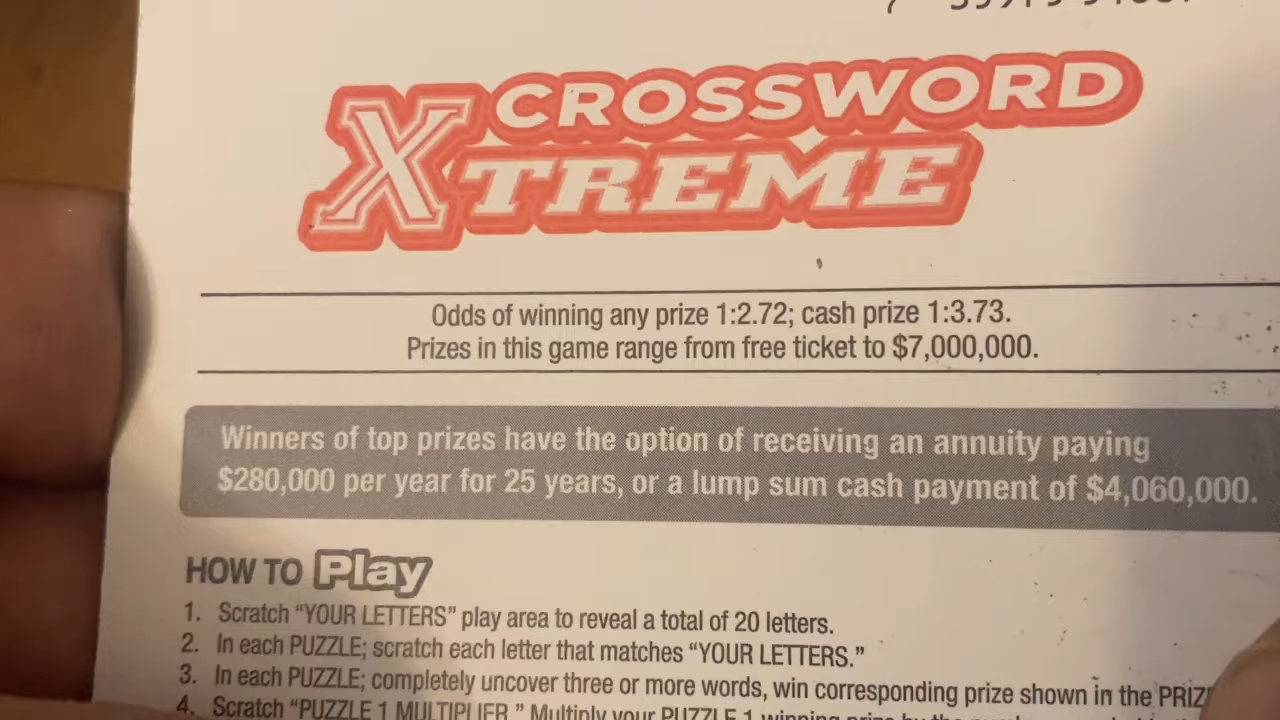 CROSSWORD
XTREME
Odds of winning any prize 1:2.72; cash prize 1:3.73.
Prizes in this game range from free ticket to $7,000,000.
Winners of top prizes have the option of receiving an annuity paying
$280,000 per year for 25 years, or a lump sum cash payment of $4,060,000.
HOW TO Play
1. Scratch “YOUR LETTERS” play area to reveal a total of 20 letters.
2. In each PUZZLE; scratch each letter that matches “YOUR LETTERS.”
3. In each PUZZLE; completely uncover three or more words, win corresponding prize shown in the
4. Scratch “PUZZLE 1 MULTIPLIER.” Multiply your PUZZLE 1 winning prize by the